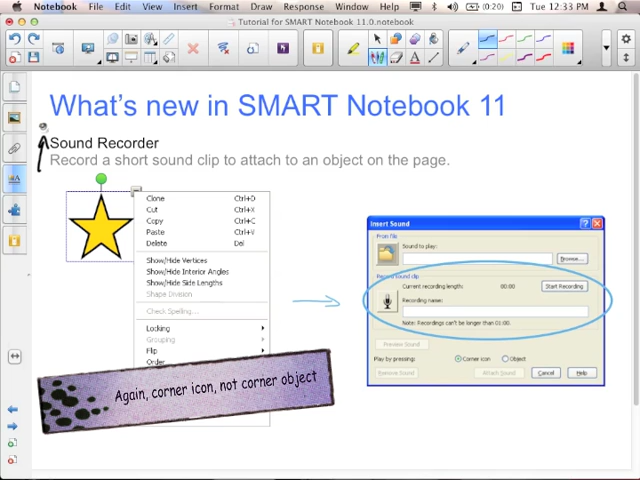 Notebook File Edit View Insert Format Draw Response Window Help (0:20) Tue 12:33 PM
Tutorial for SMART Notebook 11.0.notebook
What's new in SMART Notebook 11
Sound Recorder
Record a short sound clip to attach to an object on the page.
Clone Ctrl+D
Cut Ctrl+X
Copy Ctrl+C
Paste Ctrl+V
Delete Del
Show/Hide Vertices
Show/Hide Interior Angles
Show/Hide Side Lengths
Shape Division
Check Spelling...
Locking
Grouping
Flip
Order
Again, corner icon, not corner object
Insert Sound
From file
Sound to play:
Browse...
Record sound clip
Current recording length: 00:00 Start Recording
Recording name:
Note: Recordings can't be longer than 01:00.
Preview Sound
Play by pressing: Corner icon Object
Remove Sound Attach Sound Cancel Help